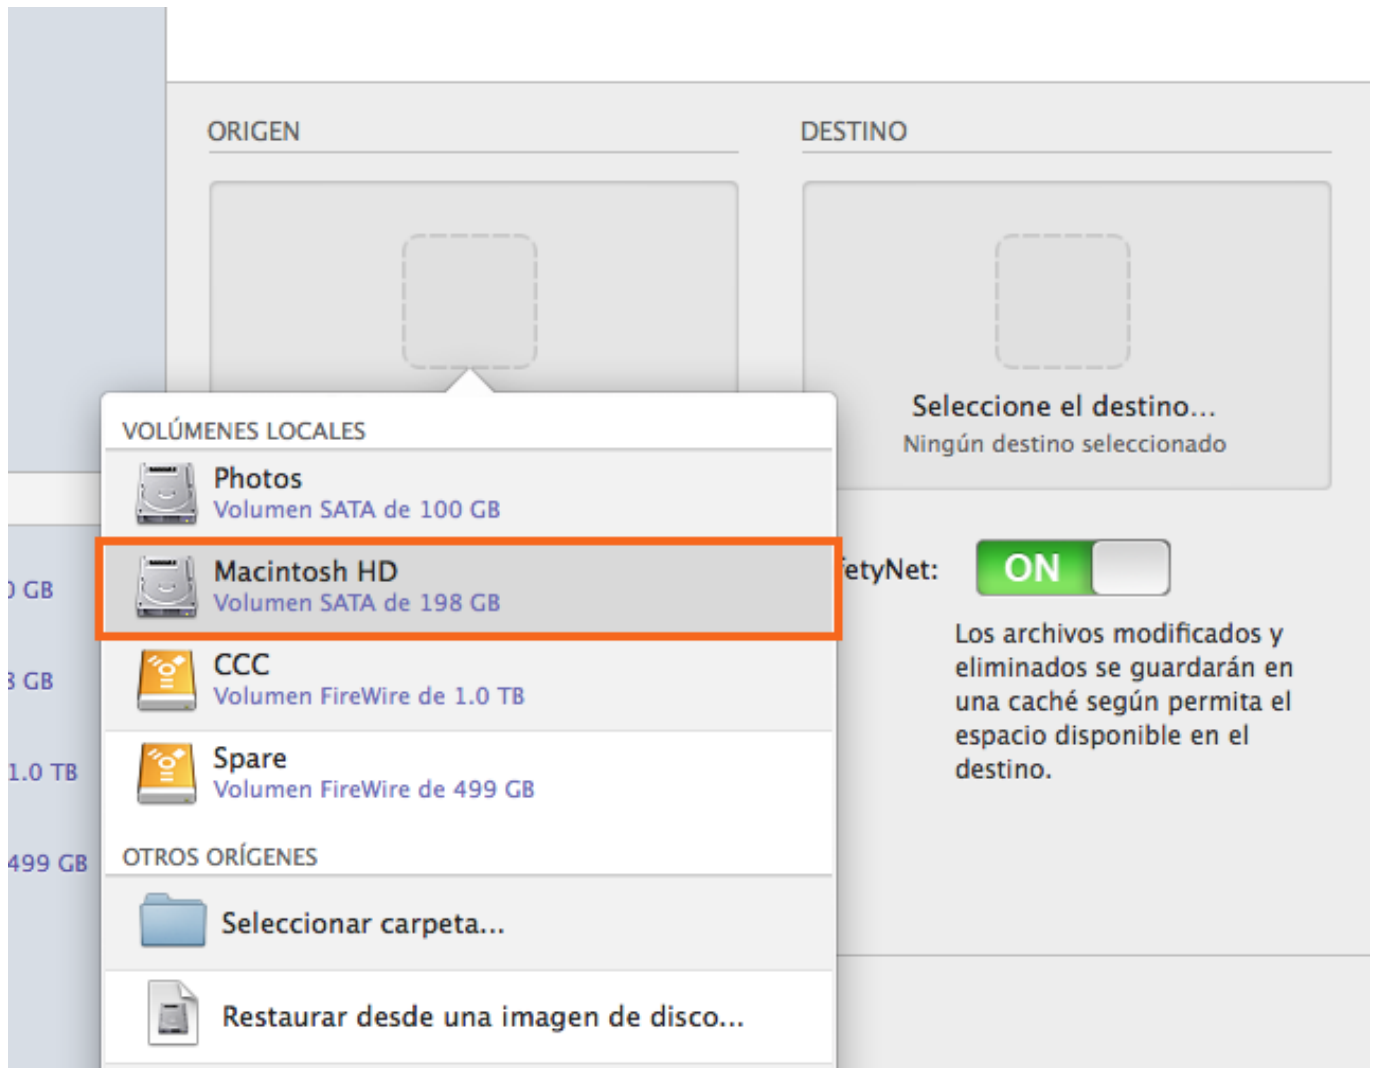 ORIGEN
DESTINO
Seleccione el destino...
Ningún destino seleccionado
VOLÚMENES LOCALES
Photos
Volumen SATA de 100 GB
Macintosh HD
Volumen SATA de 198 GB
CCC
Volumen FireWire de 1.0 TB
Spare
Volumen FireWire de 499 GB
OTROS ORÍGENES
Seleccionar carpeta...
Restaurar desde una imagen de disco...
etyNet:
ON
Los archivos modificados y
eliminados se guardarán en
una caché según permita el
espacio disponible en el
destino.
GB
GB
1.0 TB
499 GB